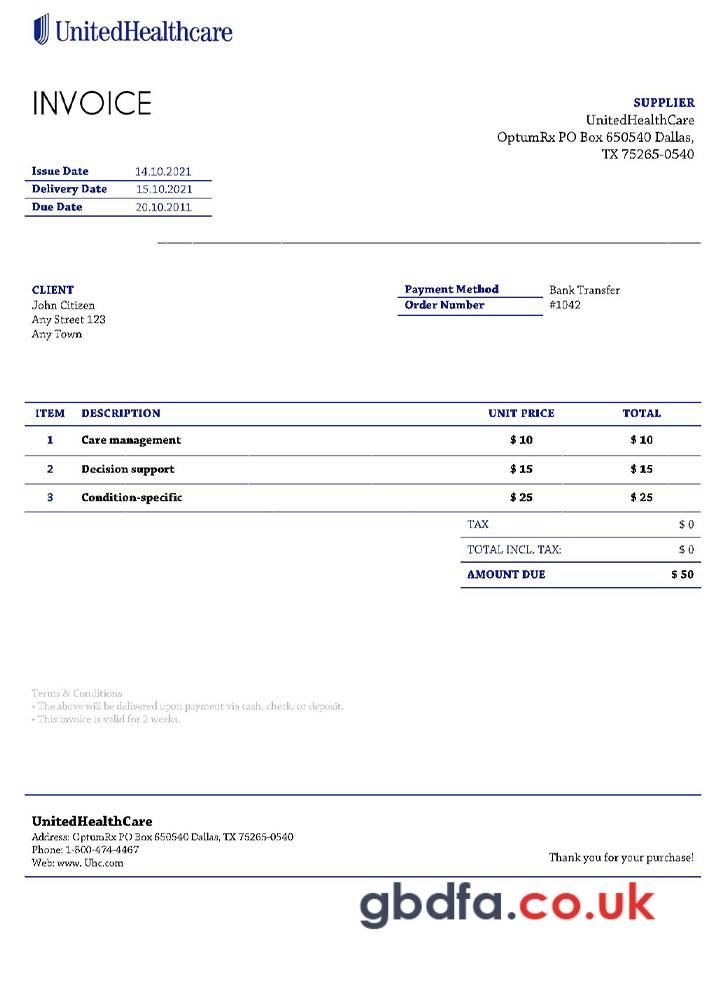 UnitedHealthcare
INVOICE
SUPPLIER
UnitedHealthCare
OptumRx PO Box 650540 Dallas,
TX 75265-0540
Issue Date 14.10.2021
Delivery Date 15.10.2021
Due Date 20.10.2011
CLIENT
John Citizen
Any Street 123
Any Town
Payment Method Bank Transfer
Order Number #1042
ITEM DESCRIPTION UNIT PRICE TOTAL
1 Care management $ 10 $ 10
2 Decision support $ 15 $ 15
3 Condition-specific $ 25 $ 25
TAX $ 0
TOTAL INCL. TAX: $ 0
AMOUNT DUE $ 50
Terms & Conditions
• The above will be delivered upon payment via cash, check, or deposit.
• This invoice is valid for 2 weeks.
UnitedHealthCare
Address: OptumRx PO Box 650540 Dallas, TX 75265-0540
Phone: 1-800-474-4467
Web: www. Uhc.com
Thank you for your purchase!
gbdfa.co.uk